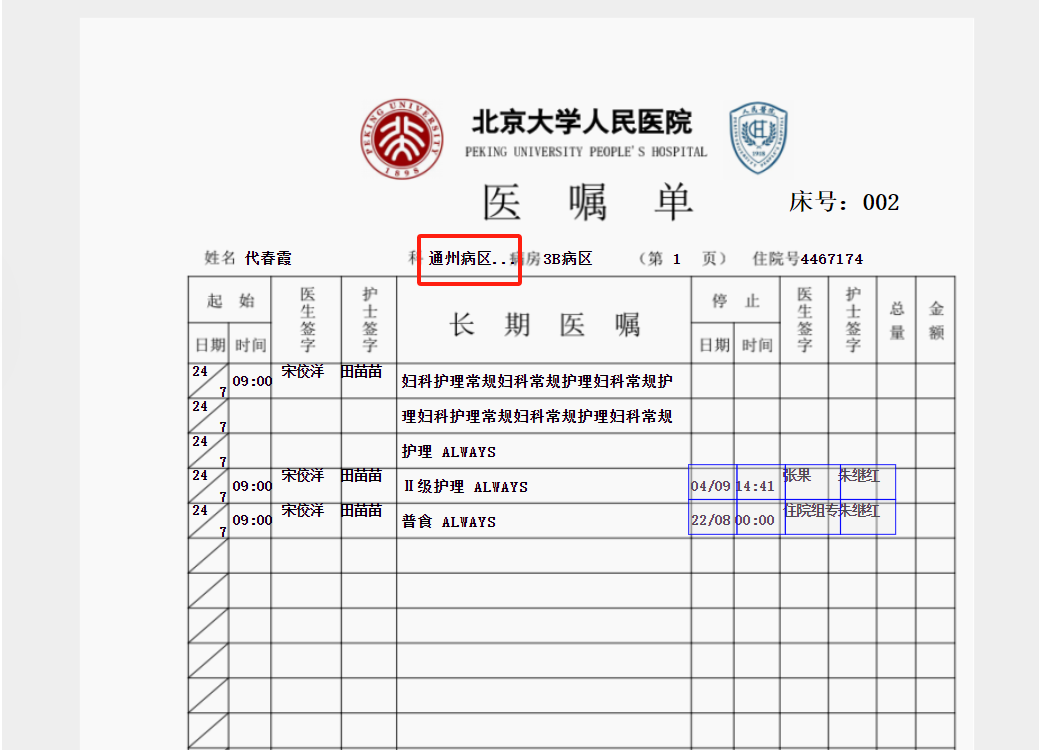 PEKING UNIVERSITY
1898
北京大学人民医院
PEKING UNIVERSITY PEOPLE'S HOSPITAL
人民医院
1918
医 嘱 单
床号: 002
姓名 代春霞 科 通州病区... 病房 3B病区 (第 1 页) 住院号4467174
起 始 医生签字 护士签字 长 期 医 嘱 停 止 医生签字 护士签字 总量 金额
日期 时间 日期 时间
24/7 09:00 宋佼洋 田苗苗 妇科护理常规妇科常规护理妇科常规护
24/7 理妇科护理常规妇科常规护理妇科常规
24/7 护理 ALWAYS
24/7 09:00 宋佼洋 田苗苗 Ⅱ级护理 ALWAYS 04/09 14:41 张果 朱继红
24/7 09:00 宋佼洋 田苗苗 普食 ALWAYS 22/08 00:00 住院组专 朱继红